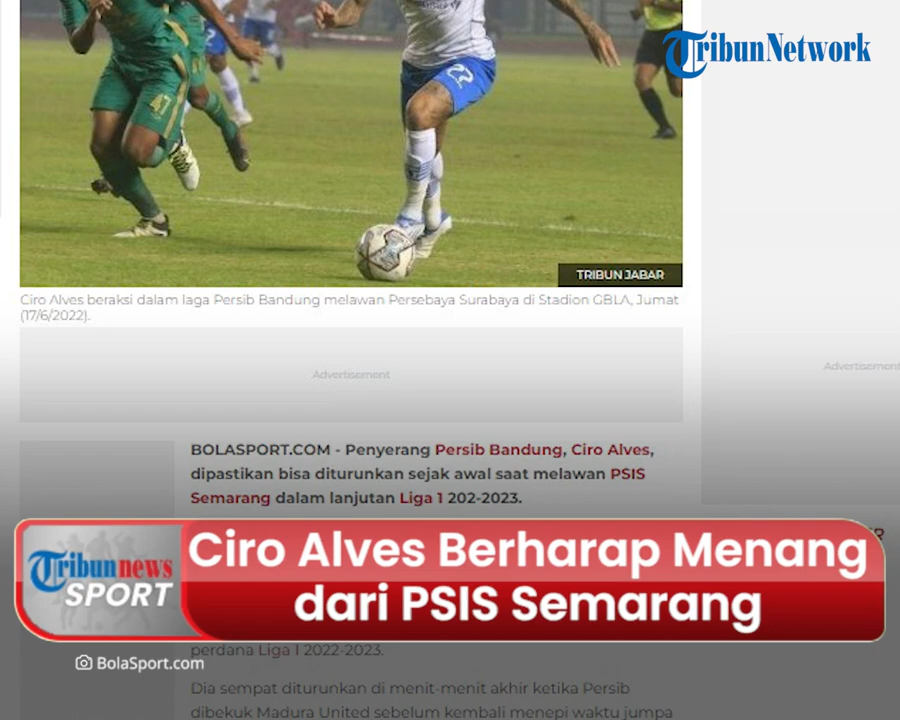 TribunNetwork
22
47
TRIBUN JABAR
Ciro Alves beraksi dalam laga Persib Bandung melawan Persebaya Surabaya di Stadion GBLA, Jumat
(17/6/2022).
Advertisement
Advertisement
BOLASPORT.COM - Penyerang Persib Bandung, Ciro Alves,
dipastikan bisa diturunkan sejak awal saat melawan PSIS
Semarang dalam lanjutan Liga 1 202-2023.
Tribunnews
SPORT
Ciro Alves Berharap Menang
dari PSIS Semarang
perdana Liga 1 2022-2023.
BolaSport.com
Dia sempat diturunkan di menit-menit akhir ketika Persib
dibekuk Madura United sebelum kembali menepi waktu jumpa